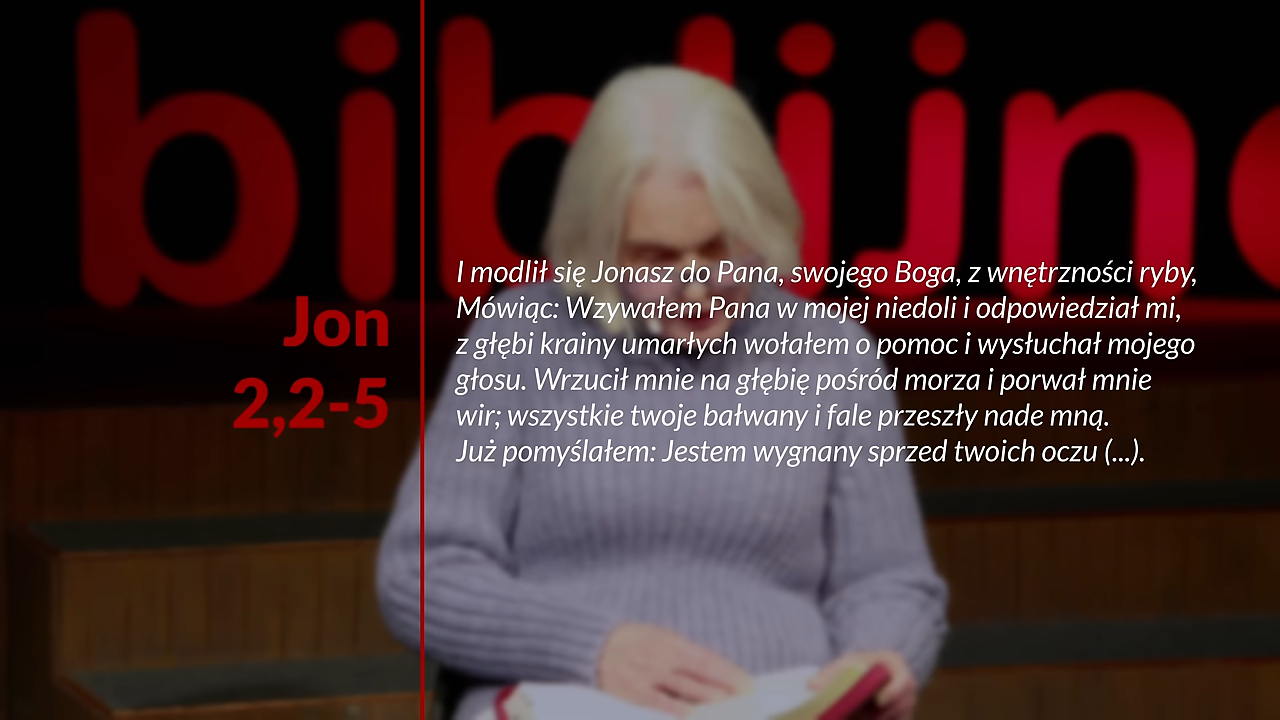 biblijne
Jon
2,2-5
I modlił się Jonasz do Pana, swojego Boga, z wnętrzności ryby,
Mówiąc: Wzywałem Pana w mojej niedoli i odpowiedział mi,
z głębi krainy umarłych wołałem o pomoc i wysłuchał mojego
głosu. Wrzucił mnie na głębię pośród morza i porwał mnie
wir; wszystkie twoje bałwany i fale przeszły nade mną.
Już pomyślałem: Jestem wygnany sprzed twoich oczu (...).